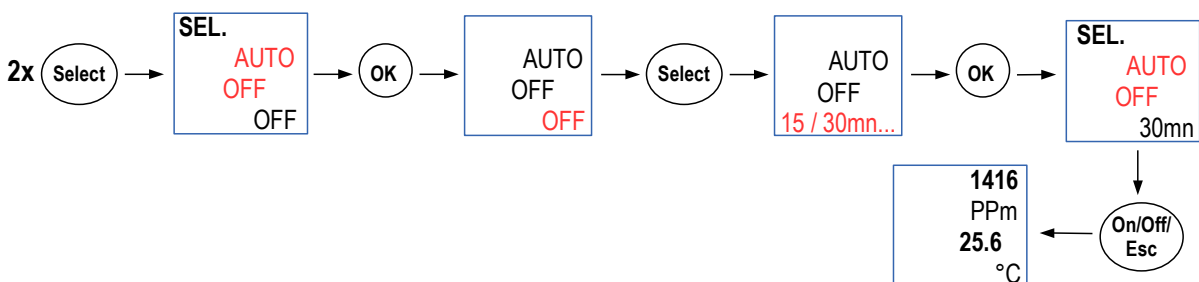 2x
Select
SEL.
AUTO
OFF
OFF
OK
AUTO
OFF
OFF
Select
AUTO
OFF
15 / 30mn...
OK
SEL.
AUTO
OFF
30mn
On/Off/
Esc
1416
PPm
25.6
°C